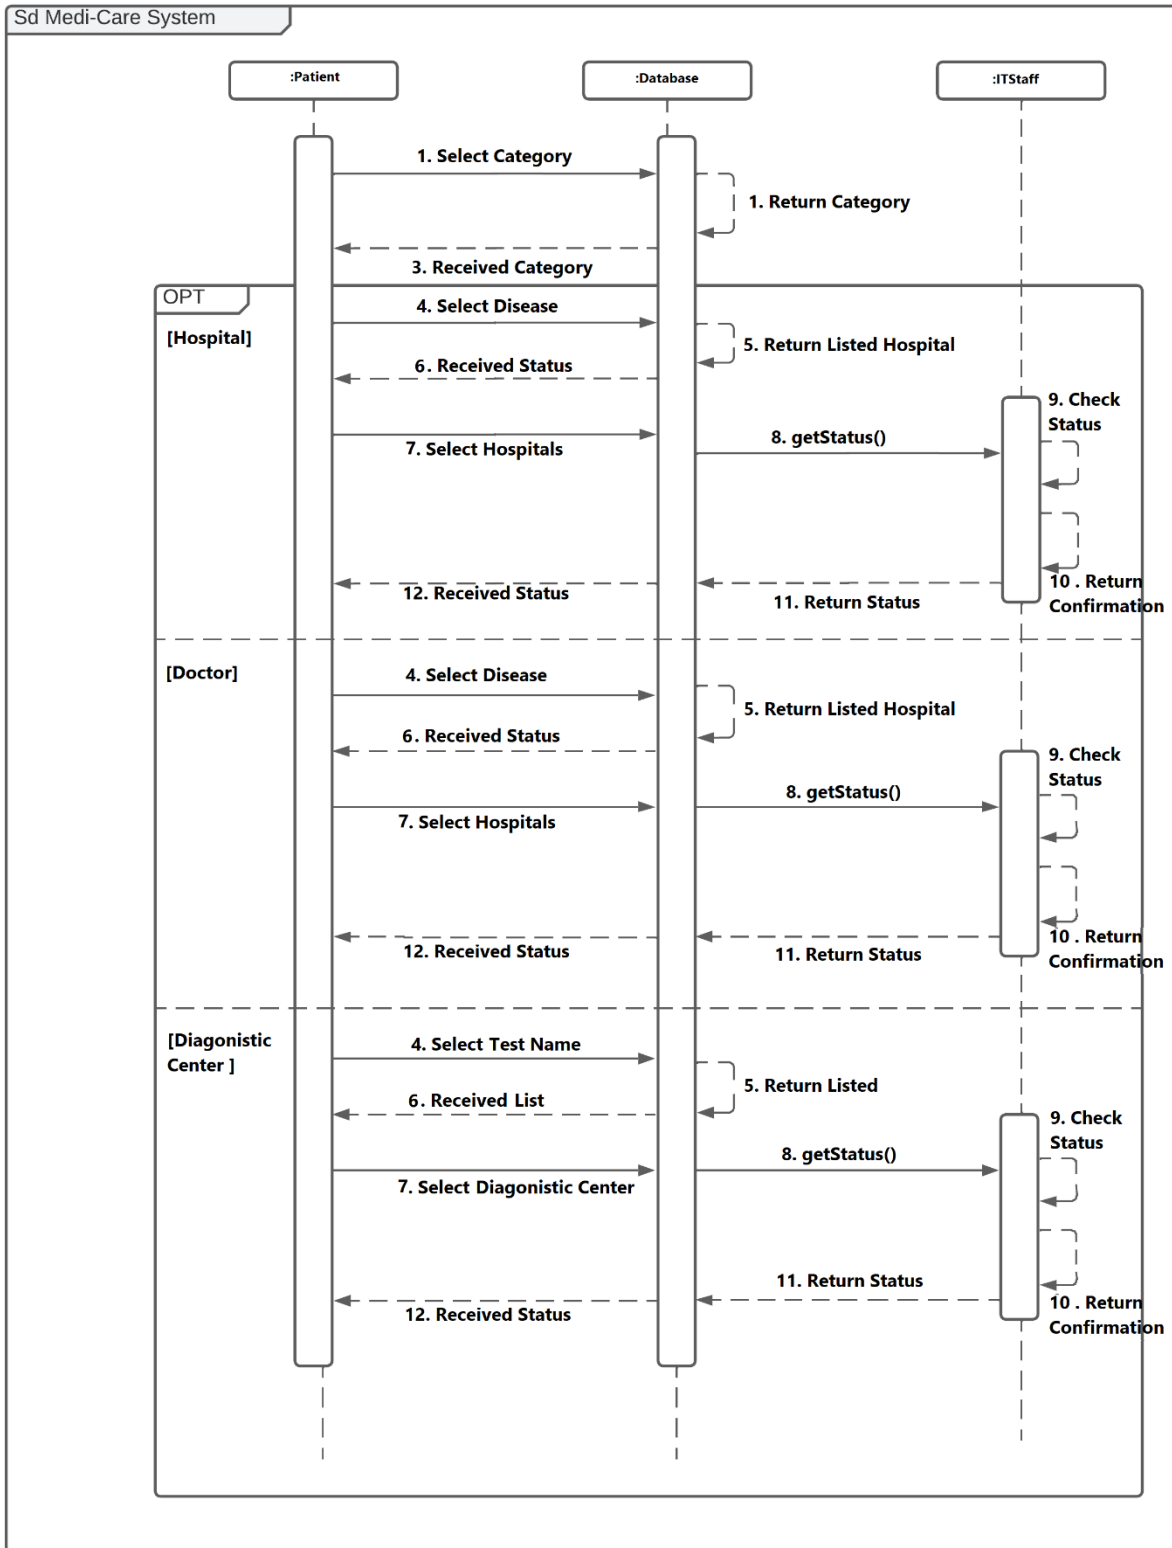 Sd Medi-Care System
:Patient
:Database
:ITStaff
1. Select Category
1. Return Category
3. Received Category
OPT
4. Select Disease
[Hospital]
5. Return Listed Hospital
6. Received Status
9. Check
Status
7. Select Hospitals
8. getStatus()
10 . Return
Confirmation
12. Received Status
11. Return Status
[Doctor]
4. Select Disease
5. Return Listed Hospital
6. Received Status
9. Check
Status
8. getStatus()
7. Select Hospitals
10 . Return
Confirmation
12. Received Status
11. Return Status
[Diagonistic
Center ]
4. Select Test Name
5. Return Listed
6. Received List
9. Check
Status
8. getStatus()
7. Select Diagonistic Center
11. Return Status
10 . Return
Confirmation
12. Received Status